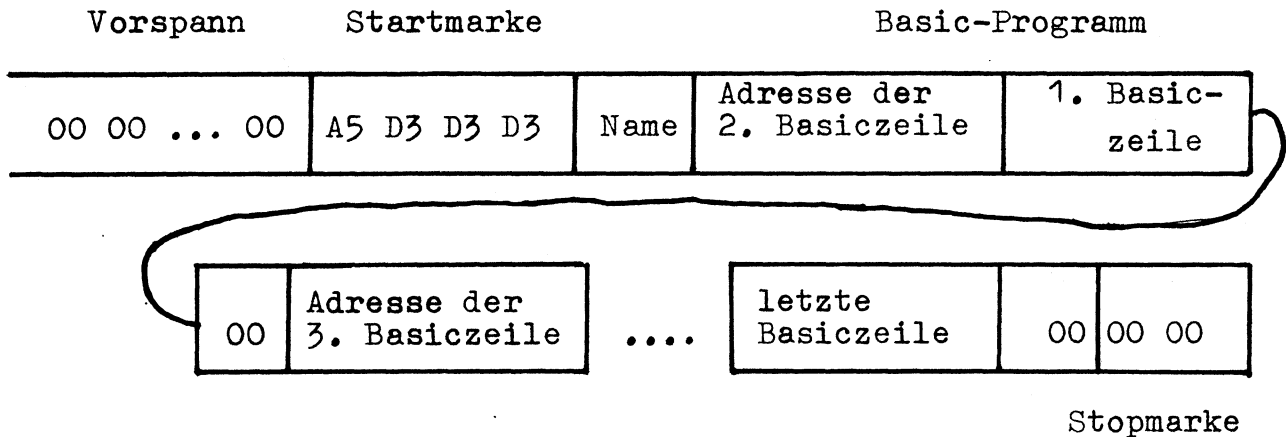 Vorspann Startmarke Basic-Programm
00 00 ... 00 A5 D3 D3 D3 Name Adresse der 2. Basiczeile 1. Basic-
zeile
00 Adresse der 3. Basiczeile .... letzte Basiczeile 00 00 00
Stopmarke